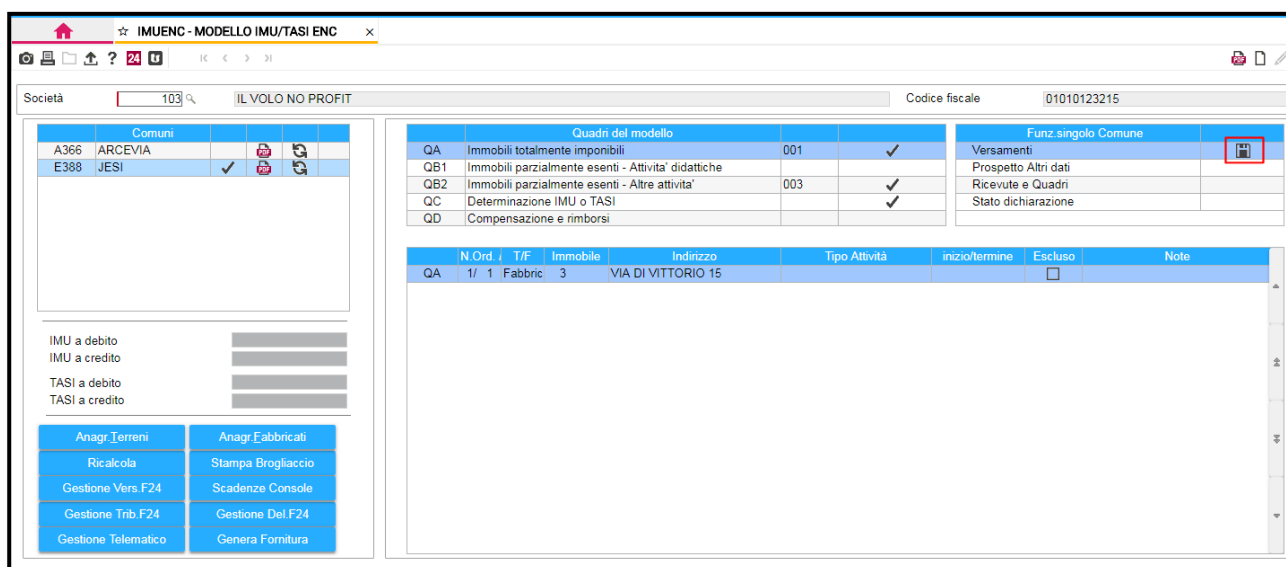 ☆ IMUENC - MODELLO IMU/TASI ENC ×
? 24
PDF
Società 103 IL VOLO NO PROFIT Codice fiscale 01010123215
Comuni
A366 ARCEVIA PDF
E388 JESI ✓ PDF
IMU a debito
IMU a credito
TASI a debito
TASI a credito
Anagr.Terreni Anagr.Fabbricati
Ricalcola Stampa Brogliaccio
Gestione Vers.F24 Scadenze Console
Gestione Trib.F24 Gestione Del.F24
Gestione Telematico Genera Fornitura
Quadri del modello
QA Immobili totalmente imponibili 001 ✓
QB1 Immobili parzialmente esenti - Attivita' didattiche
QB2 Immobili parzialmente esenti - Altre attivita' 003 ✓
QC Determinazione IMU o TASI ✓
QD Compensazione e rimborsi
Funz.singolo Comune
Versamenti
Prospetto Altri dati
Ricevute e Quadri
Stato dichiarazione
N.Ord. T/F Immobile Indirizzo Tipo Attività inizio/termine Escluso Note
QA 1/ 1 Fabbric 3 VIA DI VITTORIO 15